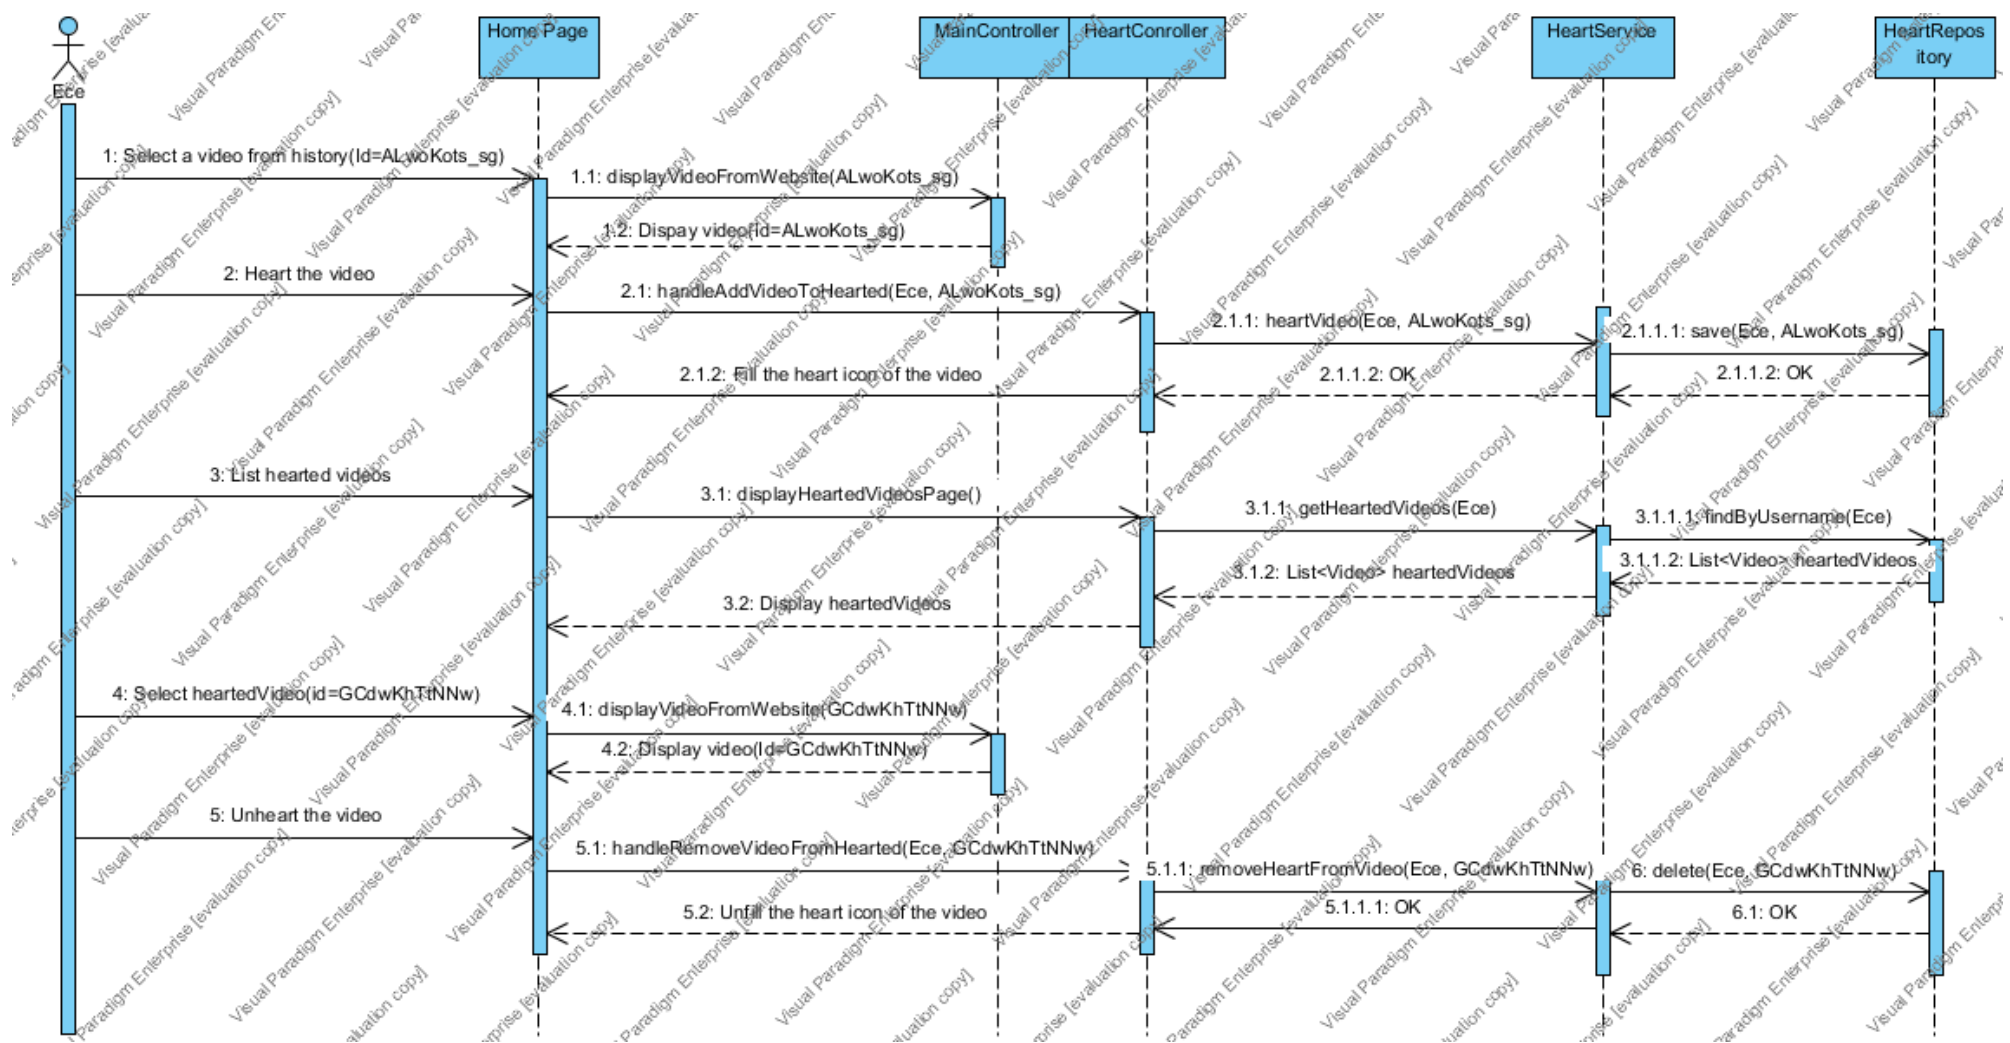 Ece
Home Page
MainController
HeartConroller
HeartService
HeartRepos
itory
1: Select a video from history(Id=ALwoKots_sg)
1.1: displayVideoFromWebsite(ALwoKots_sg)
1.2: Dispay video(Id=ALwoKots_sg)
2: Heart the video
2.1: handleAddVideoToHearted(Ece, ALwoKots_sg)
2.1.1: heartVideo(Ece, ALwoKots_sg)
2.1.1.1: save(Ece, ALwoKots_sg)
2.1.2: Fill the heart icon of the video
2.1.1.2: OK
2.1.1.2: OK
3: List hearted videos
3.1: displayHeartedVideosPage()
3.1.1: getHeartedVideos(Ece)
3.1.1.1: findByUsername(Ece)
3.1.1.2: List<Video> heartedVideos
3.1.2: List<Video> heartedVideos
3.2: Display heartedVideos
4: Select heartedVideo(id=GCdwKhTtNNw)
4.1: displayVideoFromWebsite(GCdwKhTtNNw)
4.2: Display video(Id=GCdwKhTtNNw)
5: Unheart the video
5.1: handleRemoveVideoFromHearted(Ece, GCdwKhTtNNw)
5.1.1: removeHeartFromVideo(Ece, GCdwKhTtNNw)
6: delete(Ece, GCdwKhTtNNw)
5.2: Unfill the heart icon of the video
5.1.1.1: OK
6.1: OK
Visual Paradigm Enterprise [evaluation copy]